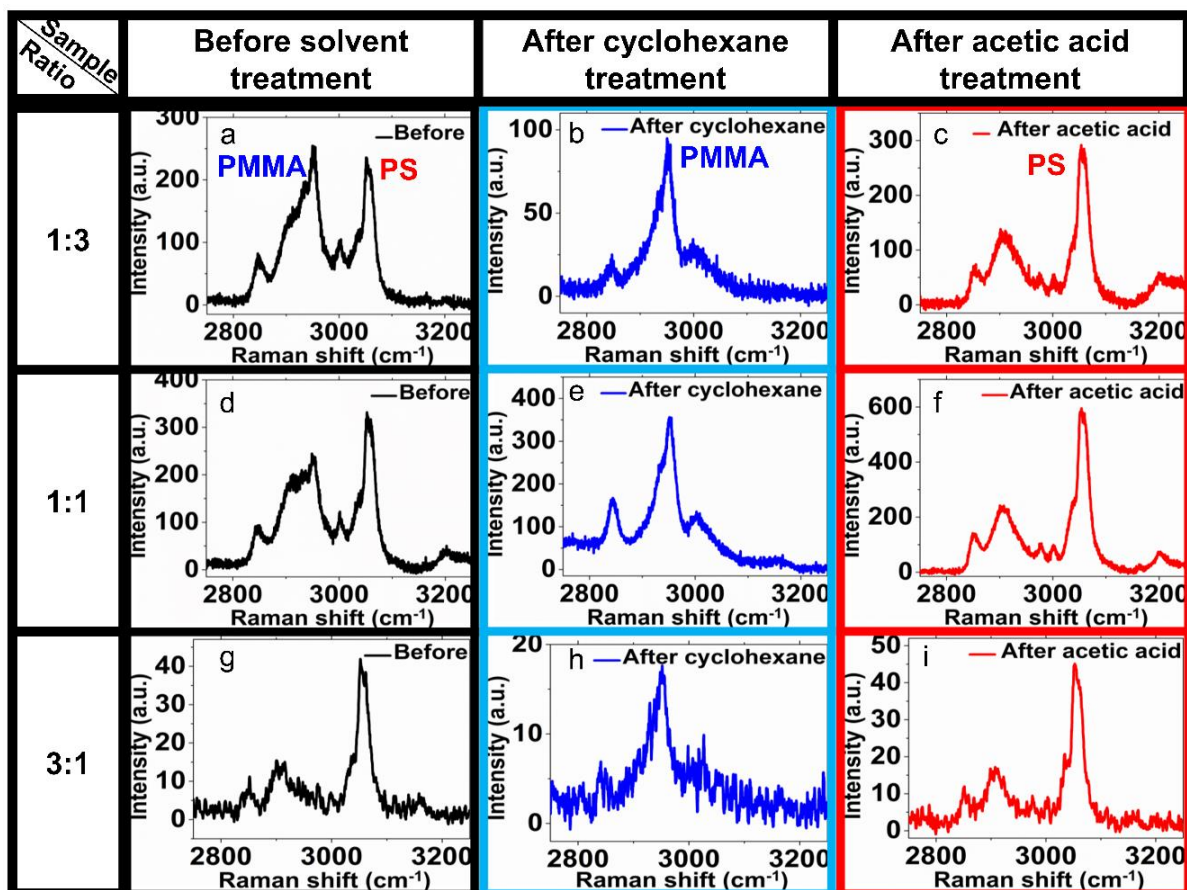 Sample
Ratio
Before solvent
treatment
After cyclohexane
treatment
After acetic acid
treatment
1:3
a
Before
PMMA
PS
300
200
100
0
Intensity (a.u.)
2800 3000 3200
Raman shift (cm-1)
b
After cyclohexane
PMMA
100
50
0
Intensity (a.u.)
2800 3000 3200
Raman shift (cm-1)
c
After acetic acid
PS
300
200
100
0
Intensity (a.u.)
2800 3000 3200
Raman shift (cm-1)
1:1
d
Before
400
300
200
100
0
Intensity (a.u.)
2800 3000 3200
Raman shift (cm-1)
e
After cyclohexane
400
300
200
100
0
Intensity (a.u.)
2800 3000 3200
Raman shift (cm-1)
f
After acetic acid
600
400
200
0
Intensity (a.u.)
2800 3000 3200
Raman shift (cm-1)
3:1
g
Before
40
30
20
10
0
Intensity (a.u.)
2800 3000 3200
Raman shift (cm-1)
h
After cyclohexane
20
10
0
Intensity (a.u.)
2800 3000 3200
Raman shift (cm-1)
i
After acetic acid
50
40
30
20
10
0
Intensity (a.u.)
2800 3000 3200
Raman shift (cm-1)